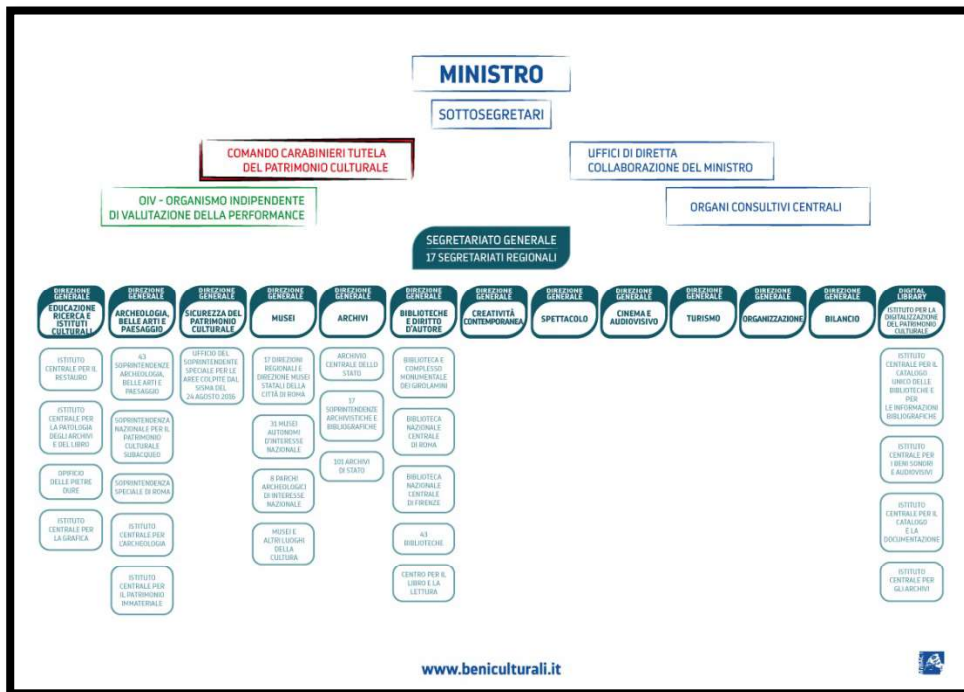 MINISTRO
SOTTOSEGRETARI
COMANDO CARABINIERI TUTELA
DEL PATRIMONIO CULTURALE
UFFICI DI DIRETTA
COLLABORAZIONE DEL MINISTRO
OIV - ORGANISMO INDIPENDENTE
DI VALUTAZIONE DELLA PERFORMANCE
ORGANI CONSULTIVI CENTRALI
SEGRETARIATO GENERALE
17 SEGRETARIATI REGIONALI
DIREZIONE
GENERALE
EDUCAZIONE
RICERCA E
ISTITUTI
CULTURALI
ISTITUTO
CENTRALE PER IL
RESTAURO
ISTITUTO
CENTRALE PER
LA PATOLOGIA
DEGLI ARCHIVI
E DEL LIBRO
OPIFICIO
DELLE PIETRE
DURE
ISTITUTO
CENTRALE PER
LA GRAFICA
DIREZIONE
GENERALE
ARCHEOLOGIA,
BELLE ARTI E
PAESAGGIO
43
SOPRINTENDENZE
ARCHEOLOGIA,
BELLE ARTI E
PAESAGGIO
SOPRINTENDENZA
NAZIONALE PER IL
PATRIMONIO
CULTURALE
SUBACQUEO
SOPRINTENDENZA
SPECIALE DI ROMA
ISTITUTO
CENTRALE PER
L'ARCHEOLOGIA
ISTITUTO
CENTRALE PER
IL PATRIMONIO
IMMATERIALE
DIREZIONE
GENERALE
SICUREZZA DEL
PATRIMONIO
CULTURALE
UFFICIO DEL
SOPRINTENDENTE
SPECIALE PER LE
AREE COLPITE DAL
SISMA DEL
24 AGOSTO 2016
DIREZIONE
GENERALE
MUSEI
17 DIREZIONI
REGIONALI E
DIREZIONE MUSEI
STATALI DELLA
CITTÀ DI ROMA
31 MUSEI
AUTONOMI
D'INTERESSE
NAZIONALE
8 PARCHI
ARCHEOLOGICI
DI INTERESSE
NAZIONALE
MUSEI E
ALTRI LUOGHI
DELLA
CULTURA
DIREZIONE
GENERALE
ARCHIVI
ARCHIVIO
CENTRALE DELLO
STATO
17
SOPRINTENDENZE
ARCHIVISTICHE E
BIBLIOGRAFICHE
101 ARCHIVI
DI STATO
DIREZIONE
GENERALE
BIBLIOTECHE
E DIRITTO
D'AUTORE
BIBLIOTECA E
COMPLESSO
MONUMENTALE
DEI GIROLAMINI
BIBLIOTECA
NAZIONALE
CENTRALE
DI ROMA
BIBLIOTECA
NAZIONALE
CENTRALE
DI FIRENZE
43
BIBLIOTECHE
CENTRO PER IL
LIBRO E LA
LETTURA
DIREZIONE
GENERALE
CREATIVITÀ
CONTEMPORANEA
DIREZIONE
GENERALE
SPETTACOLO
DIREZIONE
GENERALE
CINEMA E
AUDIOVISIVO
DIREZIONE
GENERALE
TURISMO
DIREZIONE
GENERALE
ORGANIZZAZIONE
DIREZIONE
GENERALE
BILANCIO
DIGITAL
LIBRARY
ISTITUTO PER LA
DIGITALIZZAZIONE
DEL PATRIMONIO
CULTURALE
ISTITUTO
CENTRALE PER
IL CATALOGO
UNICO DELLE
BIBLIOTECHE E
PER
LE INFORMAZIONI
BIBLIOGRAFICHE
ISTITUTO
CENTRALE PER
I BENI SONORI
E AUDIOVISIVI
ISTITUTO
CENTRALE PER IL
CATALOGO
E LA
DOCUMENTAZIONE
ISTITUTO
CENTRALE PER
GLI ARCHIVI
www.beniculturali.it